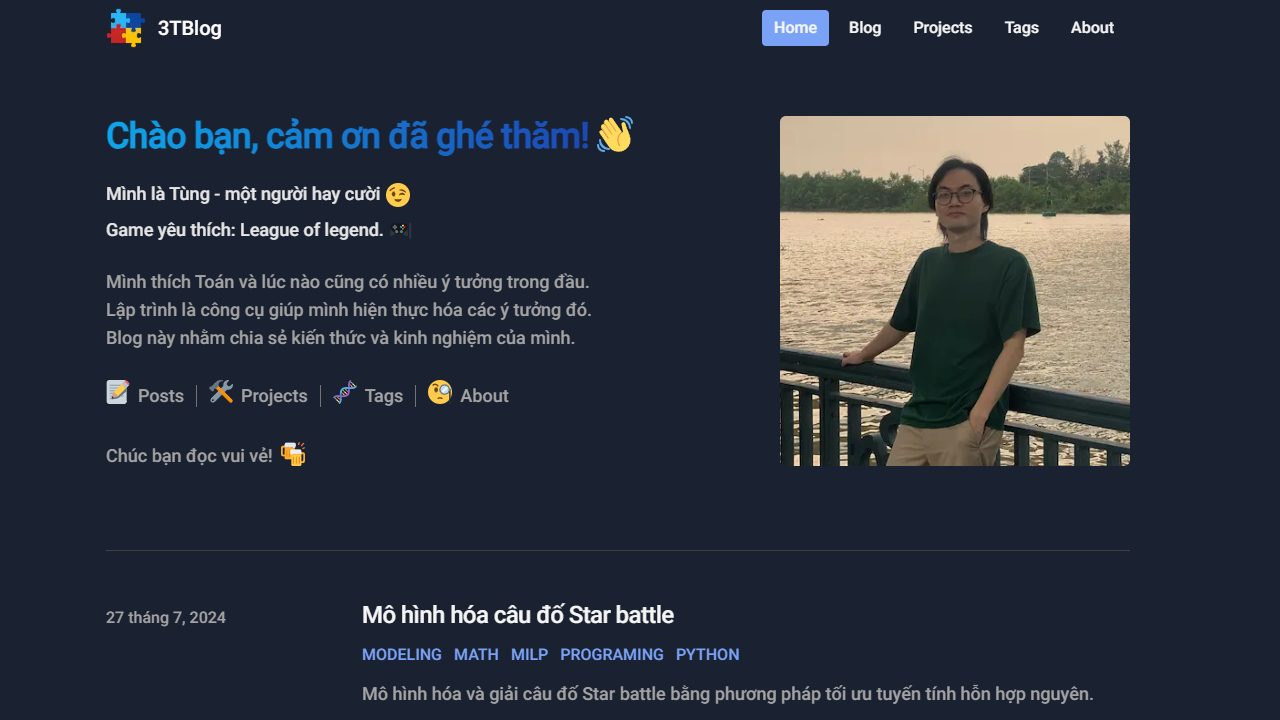 3TBlog
Home
Blog
Projects
Tags
About
Chào bạn, cảm ơn đã ghé thăm!
Mình là Tùng - một người hay cười
Game yêu thích: League of legend.
Mình thích Toán và lúc nào cũng có nhiều ý tưởng trong đầu.
Lập trình là công cụ giúp mình hiện thực hóa các ý tưởng đó.
Blog này nhằm chia sẻ kiến thức và kinh nghiệm của mình.
Posts
Projects
Tags
About
Chúc bạn đọc vui vẻ!
27 tháng 7, 2024
Mô hình hóa câu đố Star battle
MODELING MATH MILP PROGRAMING PYTHON
Mô hình hóa và giải câu đố Star battle bằng phương pháp tối ưu tuyến tính hỗn hợp nguyên.